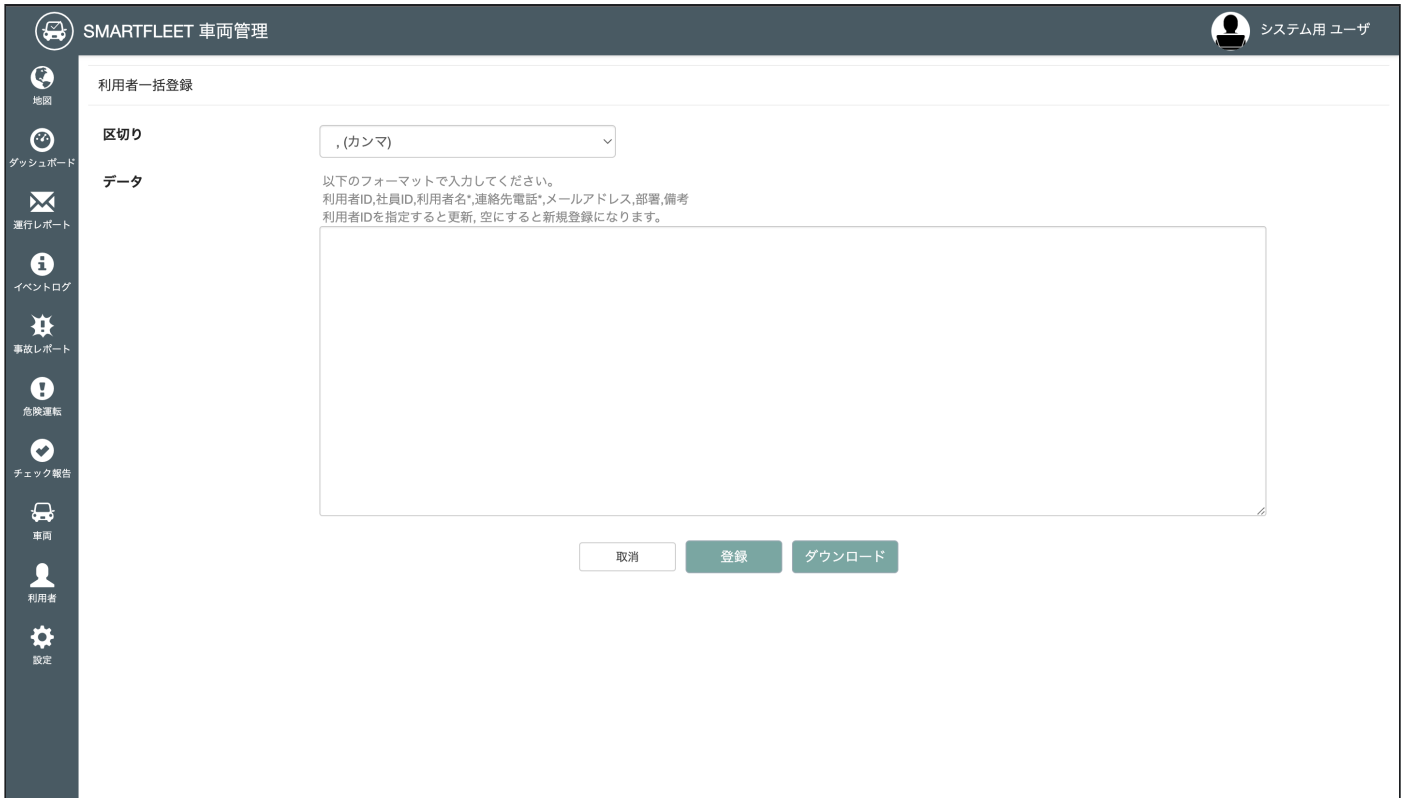 SMARTFLEET 車両管理
システム用 ユーザ
地図
ダッシュボード
運行レポート
イベントログ
事故レポート
危険運転
チェック報告
車両
利用者
設定
利用者一括登録
区切り
, (カンマ)
データ
以下のフォーマットで入力してください。
利用者ID,社員ID,利用者名*,連絡先電話*,メールアドレス,部署,備考
利用者IDを指定すると更新, 空にすると新規登録になります。
取消
登録
ダウンロード